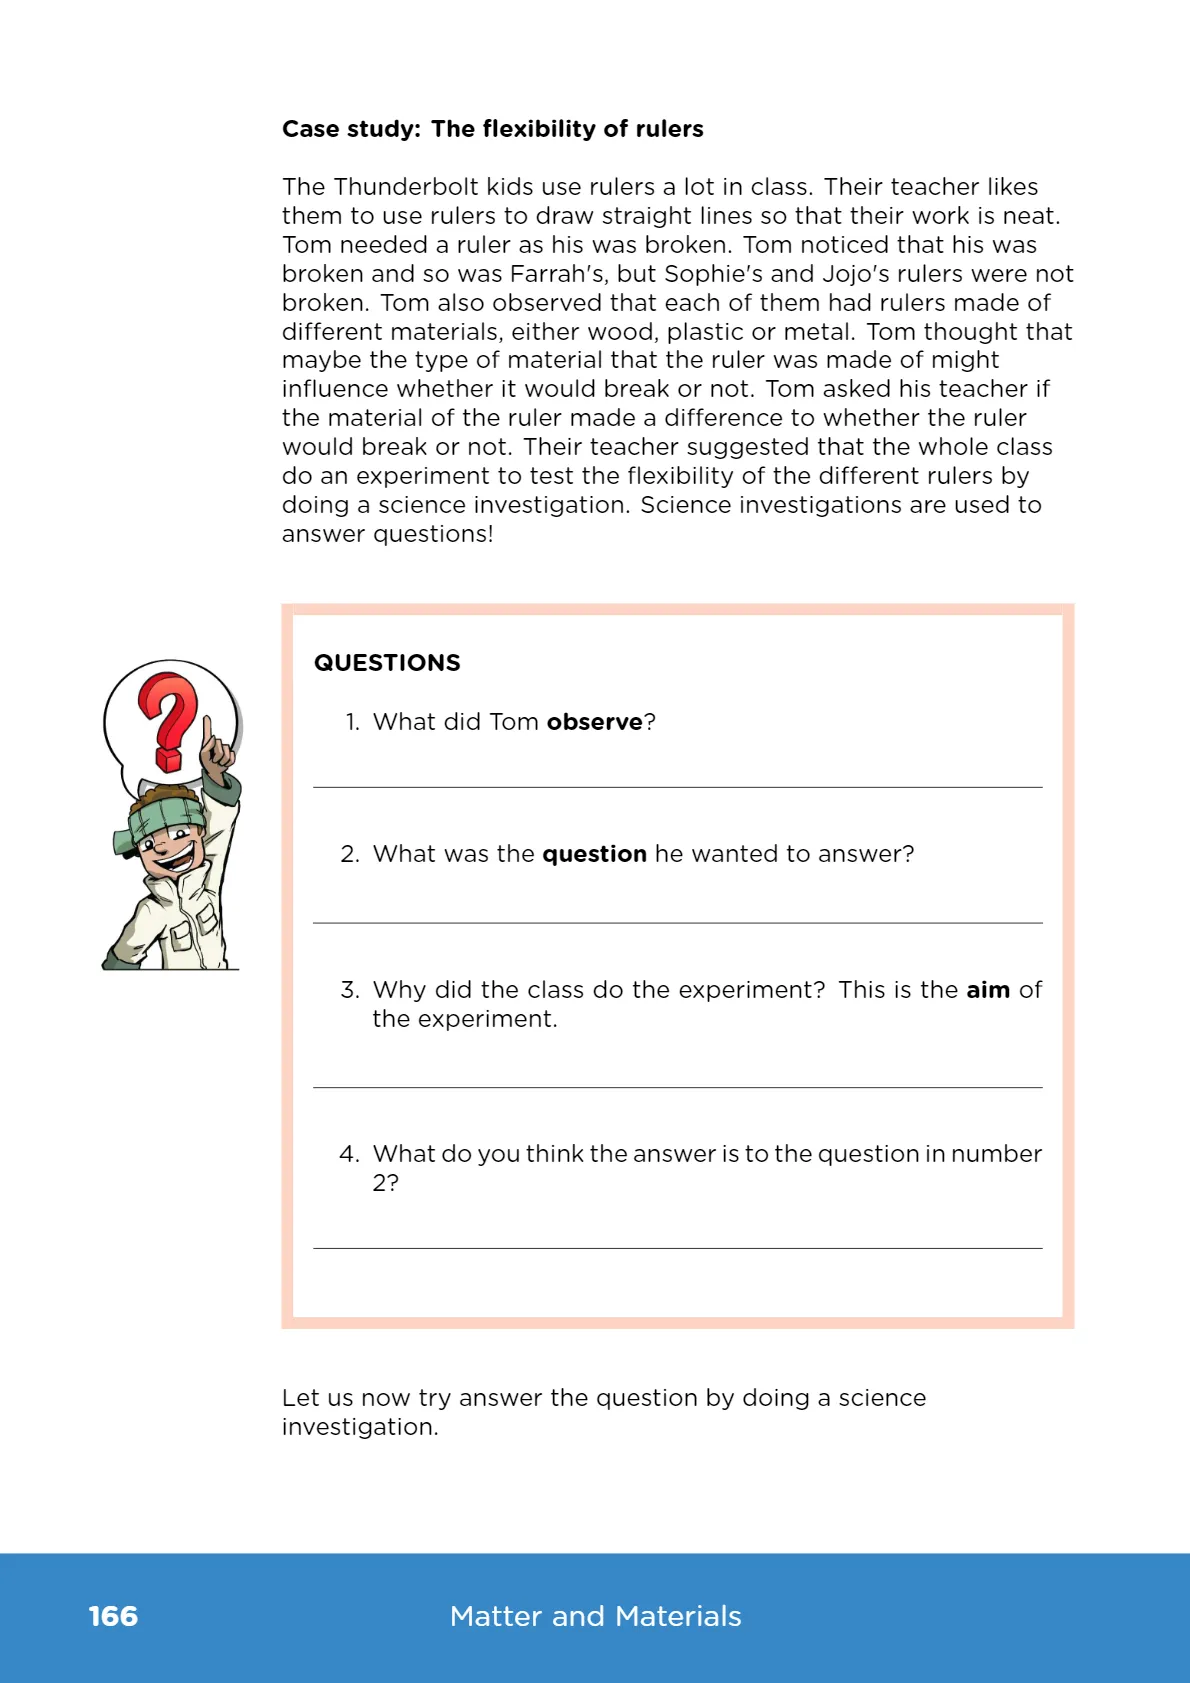 Case study: The flexibility of rulers
The Thunderbolt kids use rulers a lot in class. Their teacher likes
them to use rulers to draw straight lines so that their work is neat.
Tom needed a ruler as his was broken. Tom noticed that his was
broken and so was Farrah's, but Sophie's and Jojo's rulers were not
broken. Tom also observed that each of them had rulers made of
different materials, either wood, plastic or metal. Tom thought that
maybe the type of material that the ruler was made of might
influence whether it would break or not. Tom asked his teacher if
the material of the ruler made a difference to whether the ruler
would break or not. Their teacher suggested that the whole class
do an experiment to test the flexibility of the different rulers by
doing a science investigation. Science investigations are used to
answer questions!
QUESTIONS
1. What did Tom observe?
2. What was the question he wanted to answer?
3. Why did the class do the experiment? This is the aim of
the experiment.
4. What do you think the answer is to the question in number
2?
Let us now try answer the question by doing a science
investigation.
166
Matter and Materials